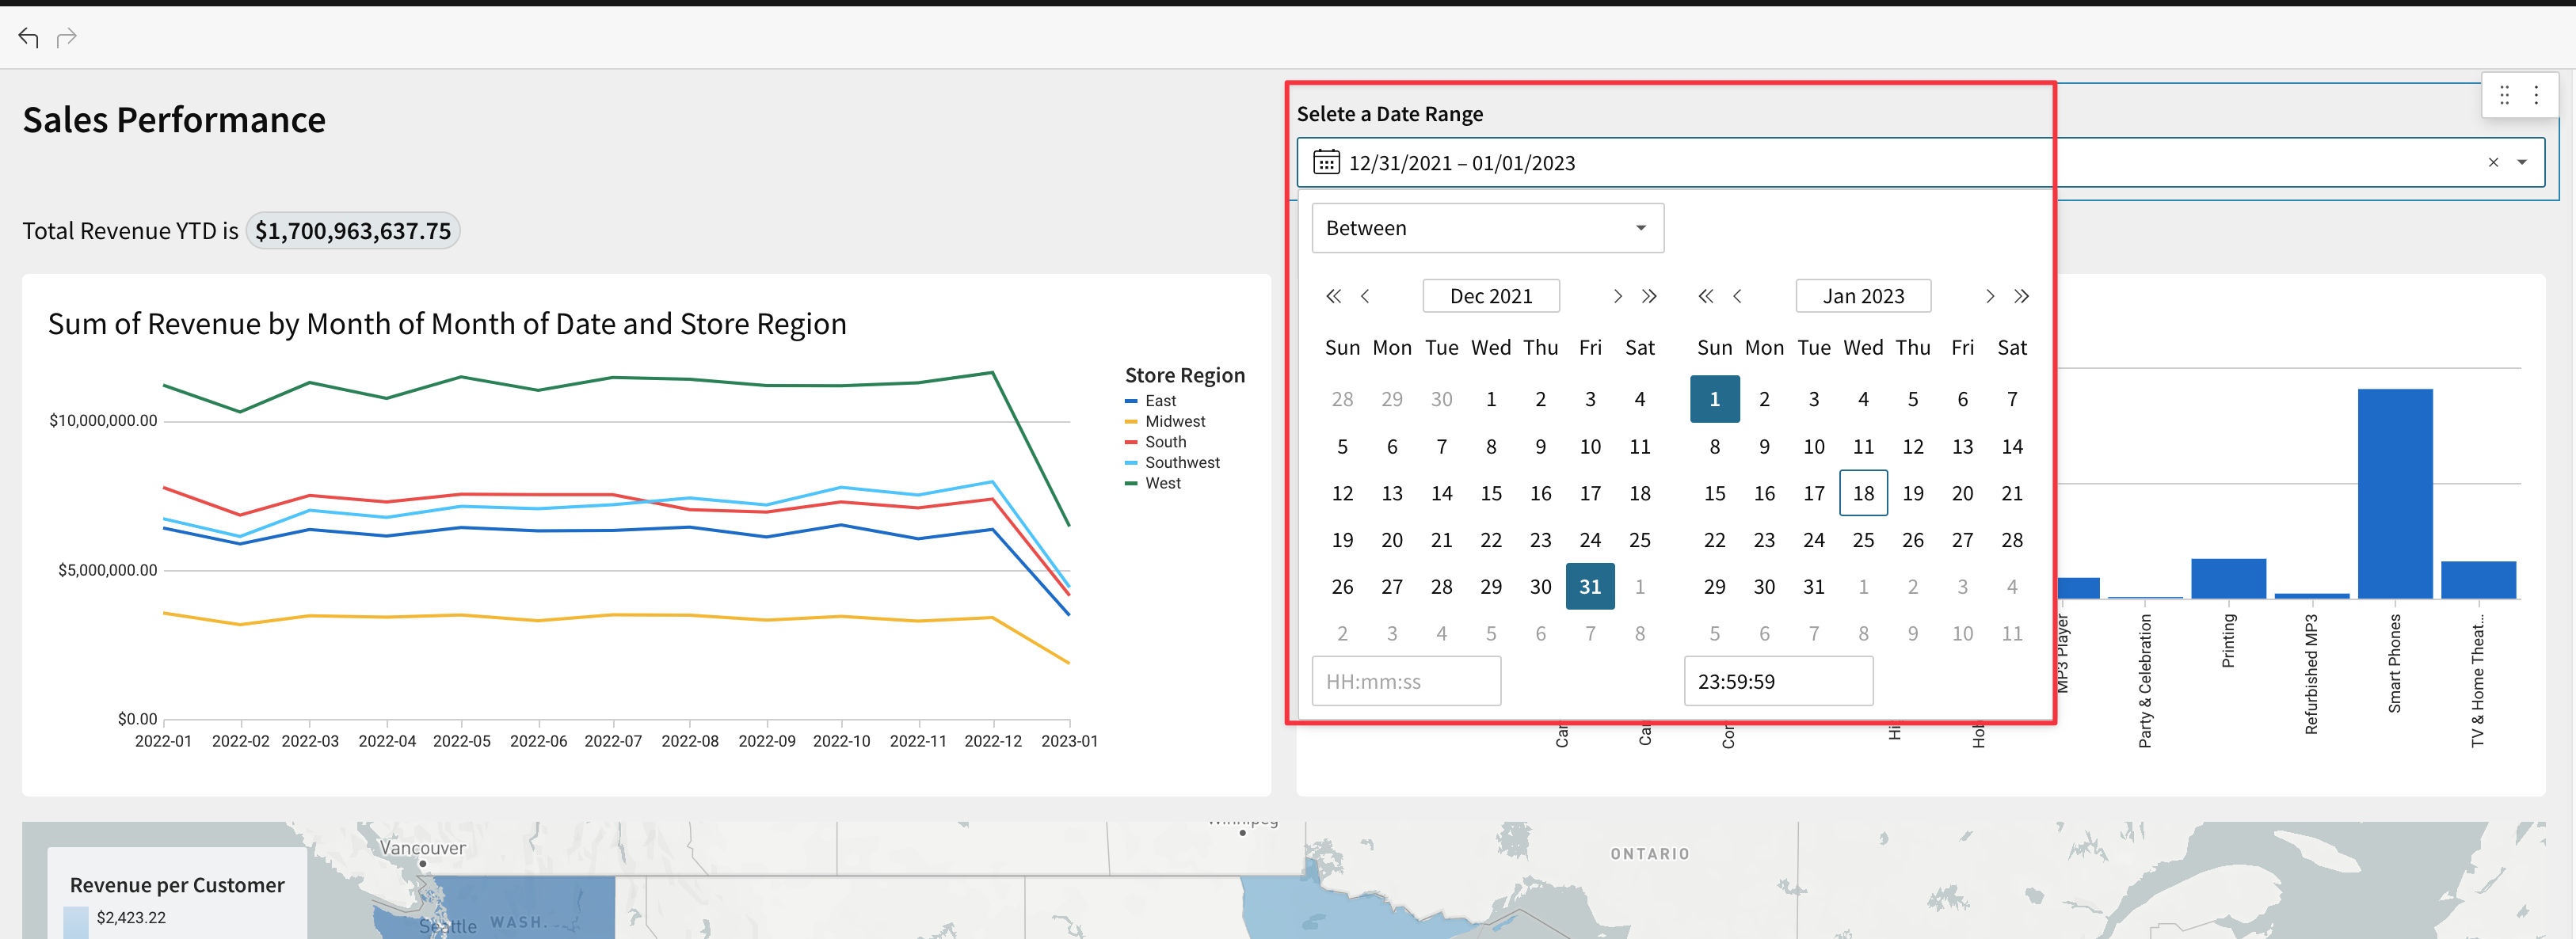 Sales Performance
Selete a Date Range
12/31/2021 – 01/01/2023
Total Revenue YTD is $1,700,963,637.75
Between
Dec 2021
Sun Mon Tue Wed Thu Fri Sat
28 29 30 1 2 3 4
5 6 7 8 9 10 11
12 13 14 15 16 17 18
19 20 21 22 23 24 25
26 27 28 29 30 31 1
2 3 4 5 6 7 8
HH:mm:ss
Jan 2023
Sun Mon Tue Wed Thu Fri Sat
1 2 3 4 5 6 7
8 9 10 11 12 13 14
15 16 17 18 19 20 21
22 23 24 25 26 27 28
29 30 31 1 2 3 4
5 6 7 8 9 10 11
23:59:59
Sum of Revenue by Month of Month of Date and Store Region
Store Region
East
Midwest
South
Southwest
West
$10,000,000.00
$5,000,000.00
$0.00
2022-01 2022-02 2022-03 2022-04 2022-05 2022-06 2022-07 2022-08 2022-09 2022-10 2022-11 2022-12 2023-01
MP3 Player
Party & Celebration
Printing
Refurbished MP3
Smart Phones
TV & Home Theat...
Vancouver
Winnipeg
ONTARIO
Revenue per Customer
$2,423.22
Seattle
WASH.